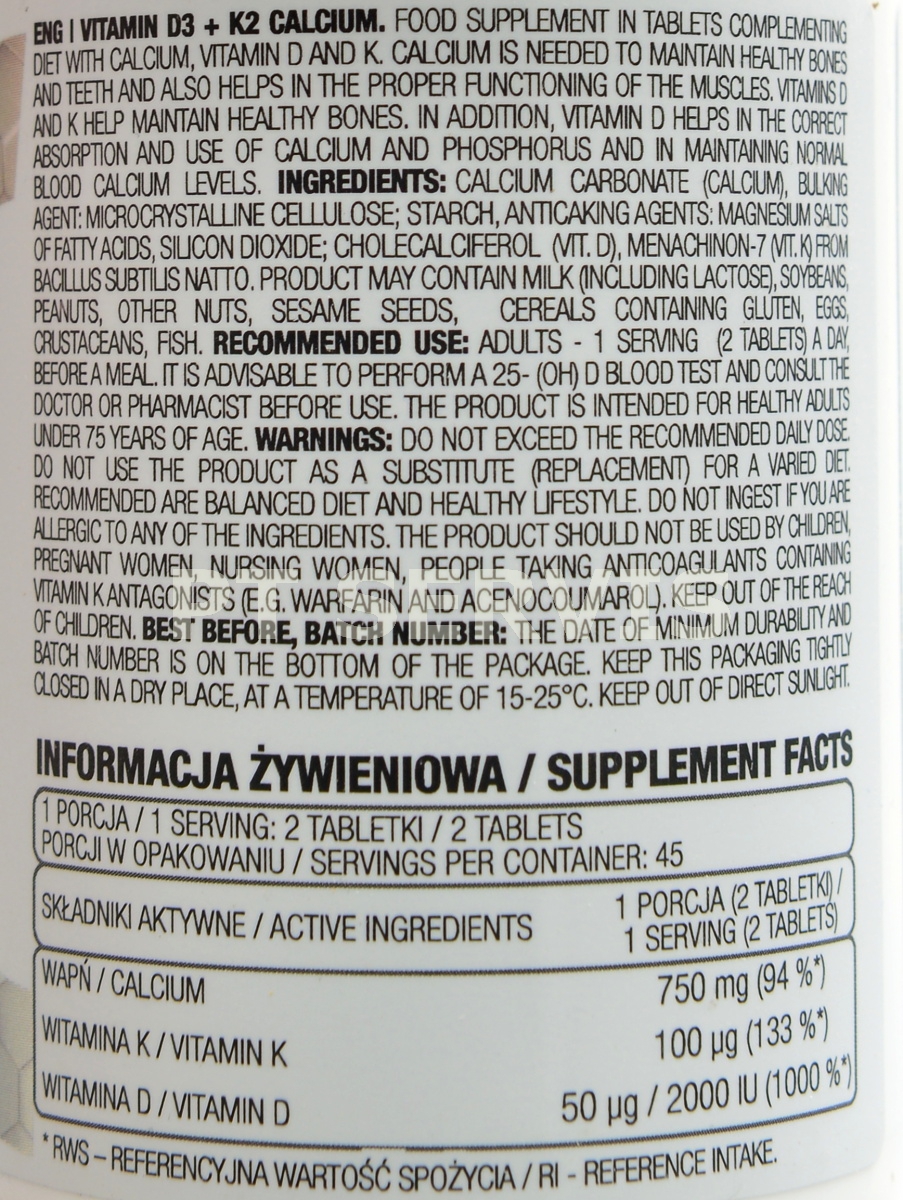 ENG | VITAMIN D3 + K2 CALCIUM. FOOD SUPPLEMENT IN TABLETS COMPLEMENTING
DIET WITH CALCIUM, VITAMIN D AND K. CALCIUM IS NEEDED TO MAINTAIN HEALTHY BONES
AND TEETH AND ALSO HELPS IN THE PROPER FUNCTIONING OF THE MUSCLES. VITAMINS D
AND K HELP MAINTAIN HEALTHY BONES. IN ADDITION, VITAMIN D HELPS IN THE CORRECT
ABSORPTION AND USE OF CALCIUM AND PHOSPHORUS AND IN MAINTAINING NORMAL
BLOOD CALCIUM LEVELS. INGREDIENTS: CALCIUM CARBONATE (CALCIUM), BULKING
AGENT: MICROCRYSTALLINE CELLULOSE; STARCH, ANTICAKING AGENTS: MAGNESIUM SALTS
OF FATTY ACIDS, SILICON DIOXIDE; CHOLECALCIFEROL (VIT. D), MENACHINON-7 (VIT. K) FROM
BACILLUS SUBTILIS NATTO. PRODUCT MAY CONTAIN MILK (INCLUDING LACTOSE), SOYBEANS,
PEANUTS, OTHER NUTS, SESAME SEEDS, CEREALS CONTAINING GLUTEN, EGGS,
CRUSTACEANS, FISH. RECOMMENDED USE: ADULTS - 1 SERVING (2 TABLETS) A DAY,
BEFORE A MEAL. IT IS ADVISABLE TO PERFORM A 25- (OH) D BLOOD TEST AND CONSULT THE
DOCTOR OR PHARMACIST BEFORE USE. THE PRODUCT IS INTENDED FOR HEALTHY ADULTS
UNDER 75 YEARS OF AGE. WARNINGS: DO NOT EXCEED THE RECOMMENDED DAILY DOSE.
DO NOT USE THE PRODUCT AS A SUBSTITUTE (REPLACEMENT) FOR A VARIED DIET.
RECOMMENDED ARE BALANCED DIET AND HEALTHY LIFESTYLE. DO NOT INGEST IF YOU ARE
ALLERGIC TO ANY OF THE INGREDIENTS. THE PRODUCT SHOULD NOT BE USED BY CHILDREN,
PREGNANT WOMEN, NURSING WOMEN, PEOPLE TAKING ANTICOAGULANTS CONTAINING
VITAMIN K ANTAGONISTS (E.G. WARFARIN AND ACENOCOUMAROL). KEEP OUT OF THE REACH
OF CHILDREN. BEST BEFORE, BATCH NUMBER: THE DATE OF MINIMUM DURABILITY AND
BATCH NUMBER IS ON THE BOTTOM OF THE PACKAGE. KEEP THIS PACKAGING TIGHTLY
CLOSED IN A DRY PLACE, AT A TEMPERATURE OF 15-25°C. KEEP OUT OF DIRECT SUNLIGHT.
INFORMACJA ŻYWIENIOWA / SUPPLEMENT FACTS
1 PORCJA / 1 SERVING: 2 TABLETKI / 2 TABLETS
PORCJI W OPAKOWANIU / SERVINGS PER CONTAINER: 45
SKŁADNIKI AKTYWNE / ACTIVE INGREDIENTS 1 PORCJA (2 TABLETKI) /
1 SERVING (2 TABLETS)
WAPŃ / CALCIUM 750 mg (94 %*)
WITAMINA K / VITAMIN K 100 µg (133 %*)
WITAMINA D / VITAMIN D 50 µg / 2000 IU (1000 %*)
* RWS – REFERENCYJNA WARTOŚĆ SPOŻYCIA / RI - REFERENCE INTAKE.